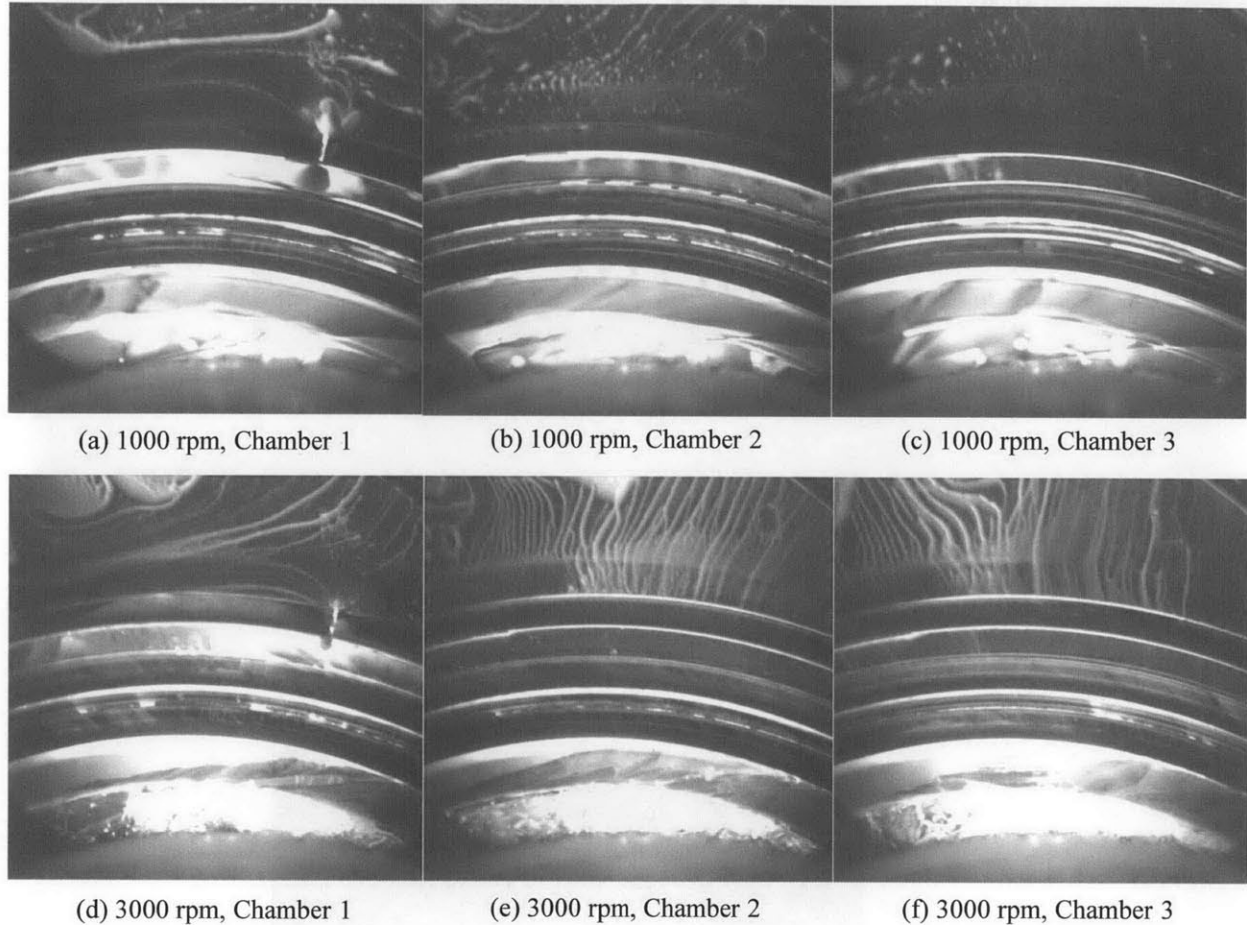 (a) 1000 rpm, Chamber 1
(b) 1000 rpm, Chamber 2
(c) 1000 rpm, Chamber 3
(d) 3000 rpm, Chamber 1
(e) 3000 rpm, Chamber 2
(f) 3000 rpm, Chamber 3